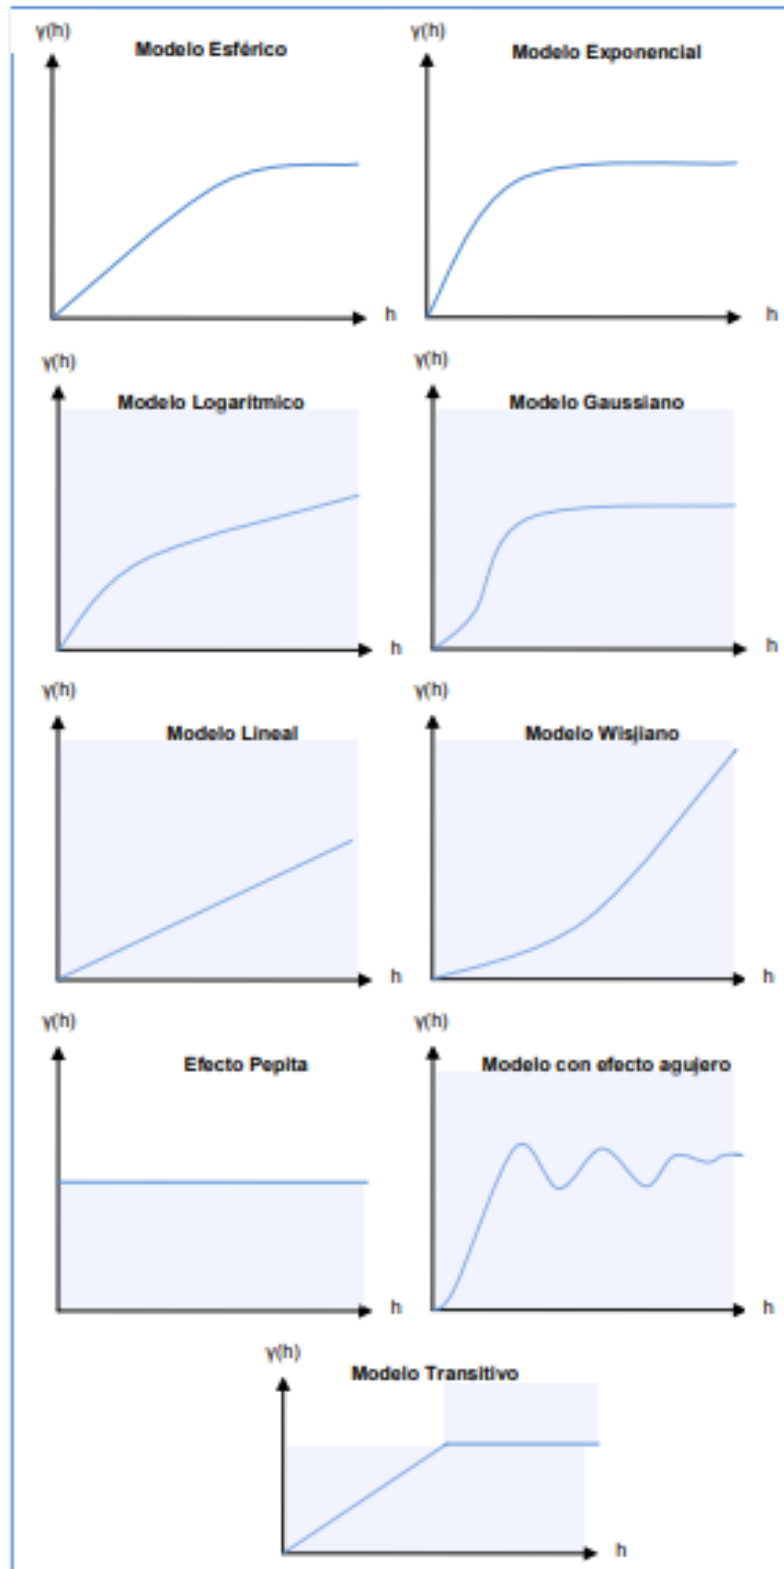 γ(h)
Modelo Esférico
h
γ(h)
Modelo Exponencial
h
γ(h)
Modelo Logarítmico
h
γ(h)
Modelo Gaussiano
h
γ(h)
Modelo Lineal
h
γ(h)
Modelo Wisjiano
h
γ(h)
Efecto Pepita
h
γ(h)
Modelo con efecto agujero
h
γ(h)
Modelo Transitivo
h